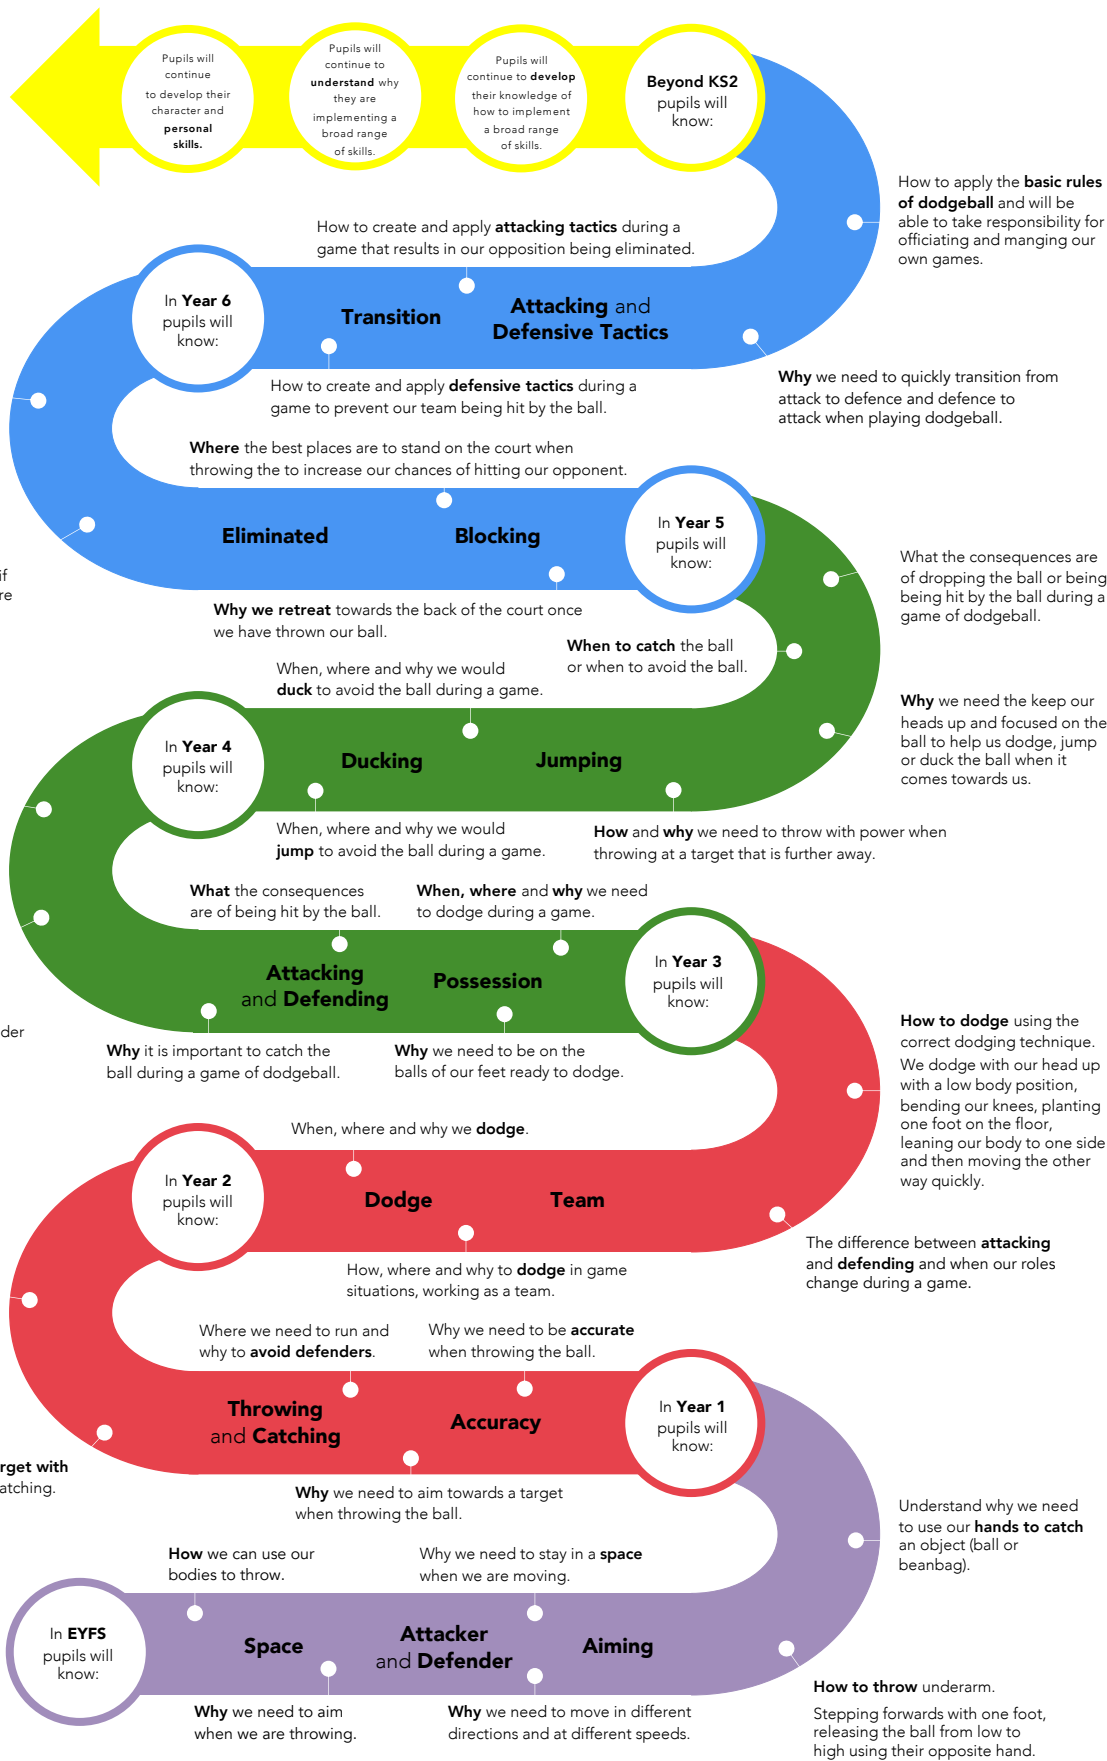 Pupils will
continue
to develop their
character and
personal
skills.
Pupils will
continue to
understand why
they are
implementing a
broad range
of skills.
Pupils will
continue to develop
their knowledge of
how to implement
a broad range
of skills.
Beyond KS2
pupils will
know:
How to apply the basic rules
of dodgeball and will be
able to take responsibility for
officiating and manging our
own games.
How to create and apply attacking tactics during a
game that results in our opposition being eliminated.
In Year 6
pupils will
know:
Transition
Attacking and
Defensive Tactics
How to create and apply defensive tactics during a
game to prevent our team being hit by the ball.
Why we need to quickly transition from
attack to defence and defence to
attack when playing dodgeball.
Where the best places are to stand on the court when
throwing the to increase our chances of hitting our opponent.
Eliminated
Blocking
In Year 5
pupils will
know:
if
re
What the consequences are
of dropping the ball or being
being hit by the ball during a
game of dodgeball.
Why we retreat towards the back of the court once
we have thrown our ball.
When to catch the ball
or when to avoid the ball.
When, where and why we would
duck to avoid the ball during a game.
Why we need the keep our
heads up and focused on the
ball to help us dodge, jump
or duck the ball when it
comes towards us.
In Year 4
pupils will
know:
Ducking
Jumping
When, where and why we would
jump to avoid the ball during a game.
How and why we need to throw with power when
throwing at a target that is further away.
What the consequences
are of being hit by the ball.
When, where and why we need
to dodge during a game.
Attacking
and Defending
Possession
In Year 3
pupils will
know:
der
Why it is important to catch the
ball during a game of dodgeball.
Why we need to be on the
balls of our feet ready to dodge.
How to dodge using the
correct dodging technique.
We dodge with our head up
with a low body position,
bending our knees, planting
one foot on the floor,
leaning our body to one side
and then moving the other
way quickly.
When, where and why we dodge.
In Year 2
pupils will
know:
Dodge
Team
The difference between attacking
and defending and when our roles
change during a game.
How, where and why to dodge in game
situations, working as a team.
Where we need to run and
why to avoid defenders.
Why we need to be accurate
when throwing the ball.
Throwing
and Catching
Accuracy
In Year 1
pupils will
know:
rget with
atching.
Why we need to aim towards a target
when throwing the ball.
Understand why we need
to use our hands to catch
an object (ball or
beanbag).
How we can use our
bodies to throw.
Why we need to stay in a space
when we are moving.
In EYFS
pupils will
know:
Space
Attacker
and Defender
Aiming
Why we need to aim
when we are throwing.
Why we need to move in different
directions and at different speeds.
How to throw underarm.
Stepping forwards with one foot,
releasing the ball from low to
high using their opposite hand.